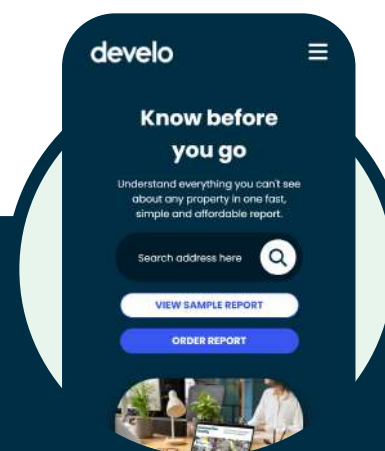 develo
Know before
you go
Understand everything you can't see
about any property in one fast,
simple and affordable report.
Search address here
VIEW SAMPLE REPORT
ORDER REPORT